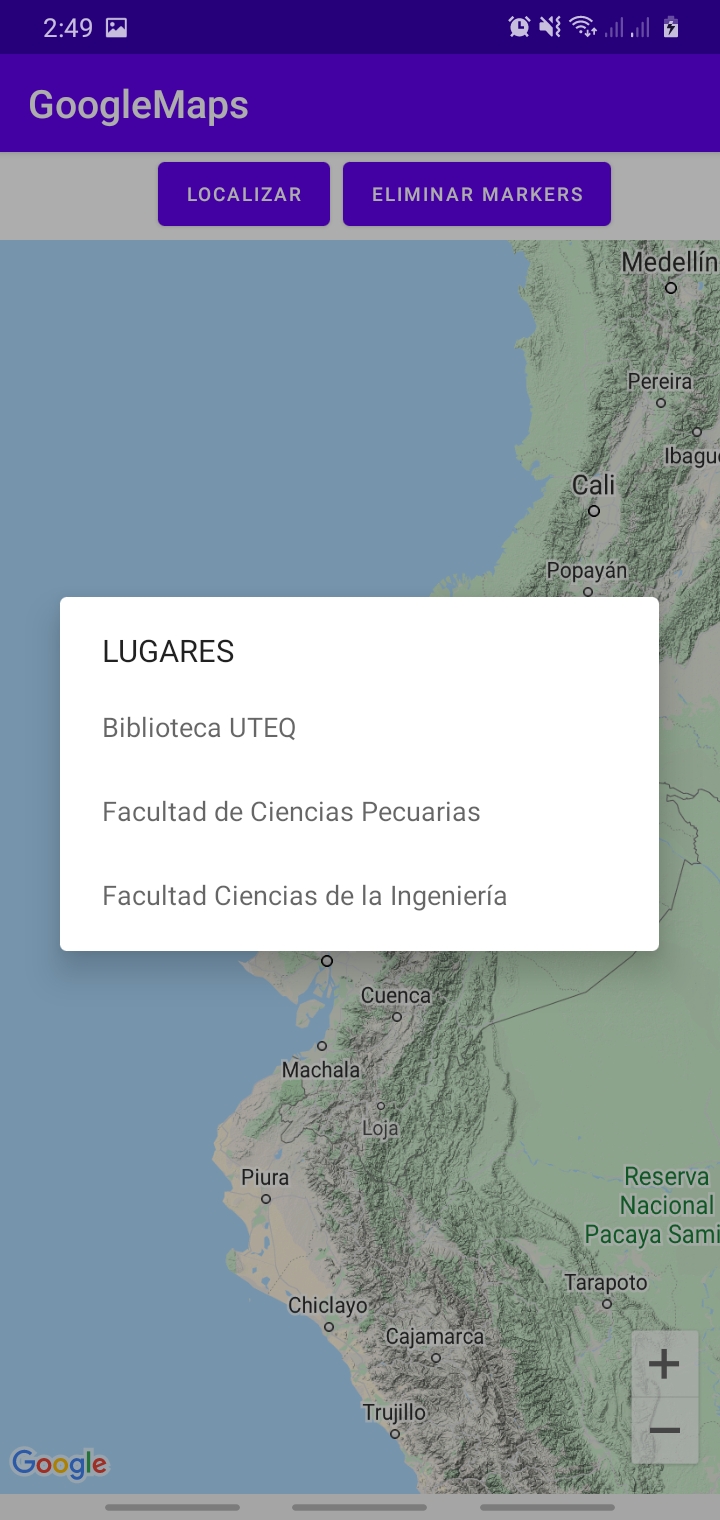 2:49
GoogleMaps
LOCALIZAR
ELIMINAR MARKERS
Medellín
Pereira
Ibagu
Cali
Popayán
LUGARES
Biblioteca UTEQ
Facultad de Ciencias Pecuarias
Facultad Ciencias de la Ingeniería
Cuenca
Machala
Loja
Piura
Reserva
Nacional
Pacaya Sami
Tarapoto
Chiclayo
Cajamarca
Trujillo
Google